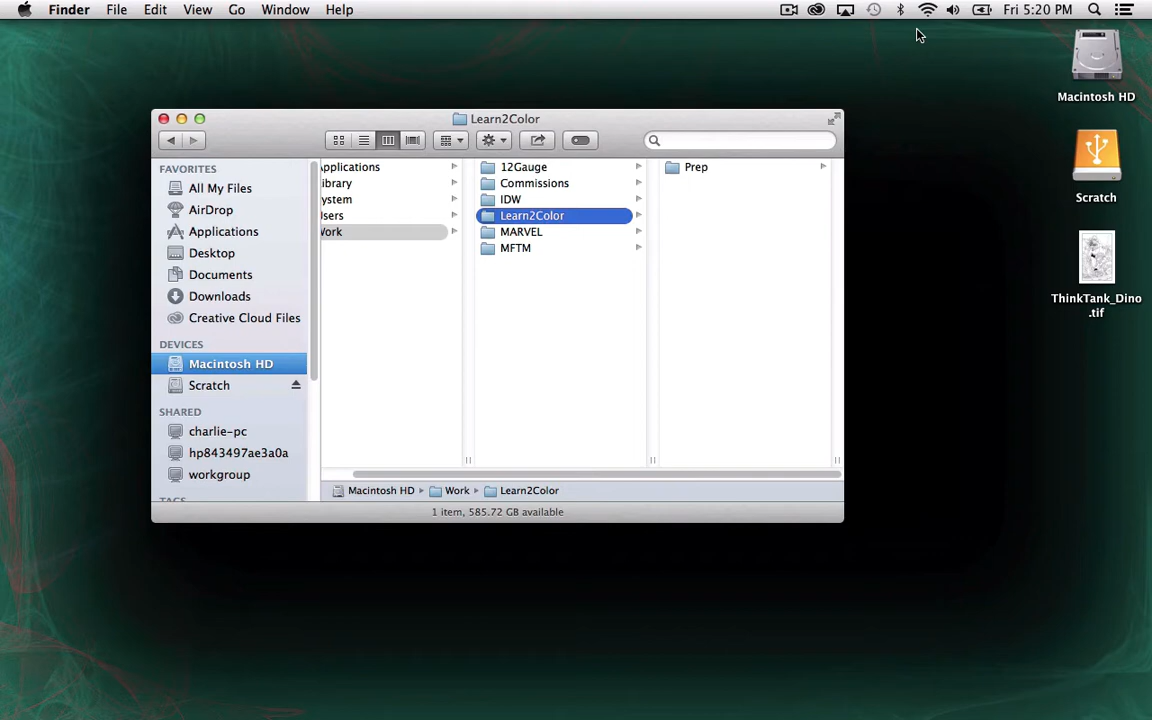 Finder File Edit View Go Window Help Fri 5:20 PM
Macintosh HD
Scratch
ThinkTank_Dino
.tif
Learn2Color
FAVORITES
All My Files
AirDrop
Applications
Desktop
Documents
Downloads
Creative Cloud Files
DEVICES
Macintosh HD
Scratch
SHARED
charlie-pc
hp843497ae3a0a
workgroup
TAGS
pplications
ibrary
ystem
sers
Work
12Gauge
Commissions
IDW
Learn2Color
MARVEL
MFTM
Prep
Macintosh HD Work Learn2Color
1 item, 585.72 GB available